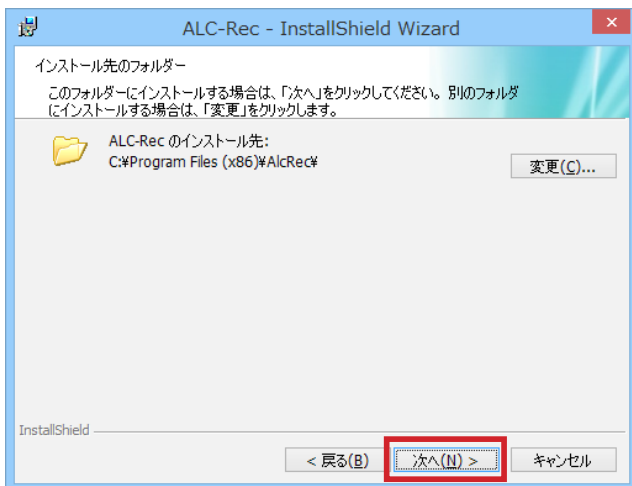 ALC-Rec - InstallShield Wizard
インストール先のフォルダー
このフォルダーにインストールする場合は、「次へ」をクリックしてください。別のフォルダ
にインストールする場合は、「変更」をクリックします。
ALC-Rec のインストール先:
C:¥Program Files (x86)¥AlcRec¥
変更(C)...
InstallShield
< 戻る(B)
次へ(N) >
キャンセル